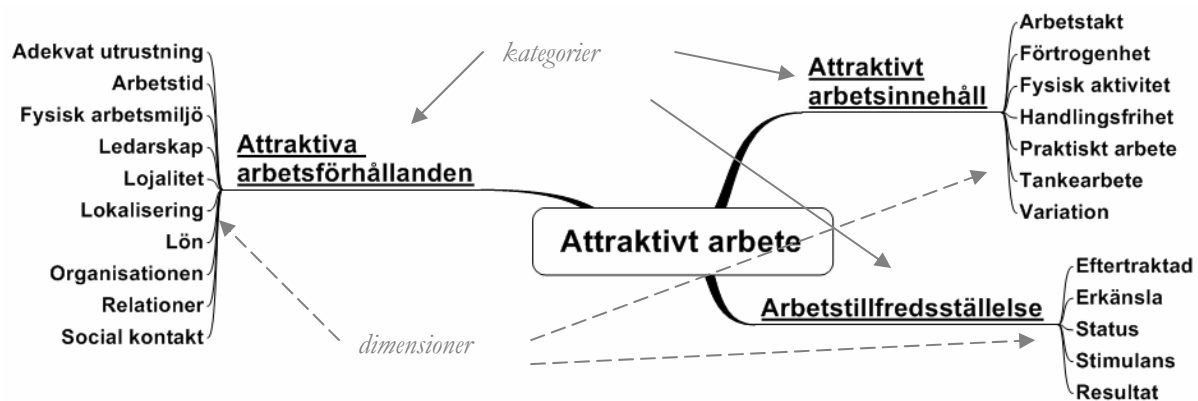 Adekvat utrustning
Arbetstid
Fysisk arbetsmiljö
Ledarskap
Lojalitet
Lokalisering
Lön
Organisationen
Relationer
Social kontakt
Attraktiva
arbetsförhållanden
kategorier
dimensioner
Attraktivt arbete
Attraktivt
arbetsinnehåll
Arbetstakt
Förtrogenhet
Fysisk aktivitet
Handlingsfrihet
Praktiskt arbete
Tankearbete
Variation
Arbetstillfredsställelse
Eftertraktad
Erkänsla
Status
Stimulans
Resultat